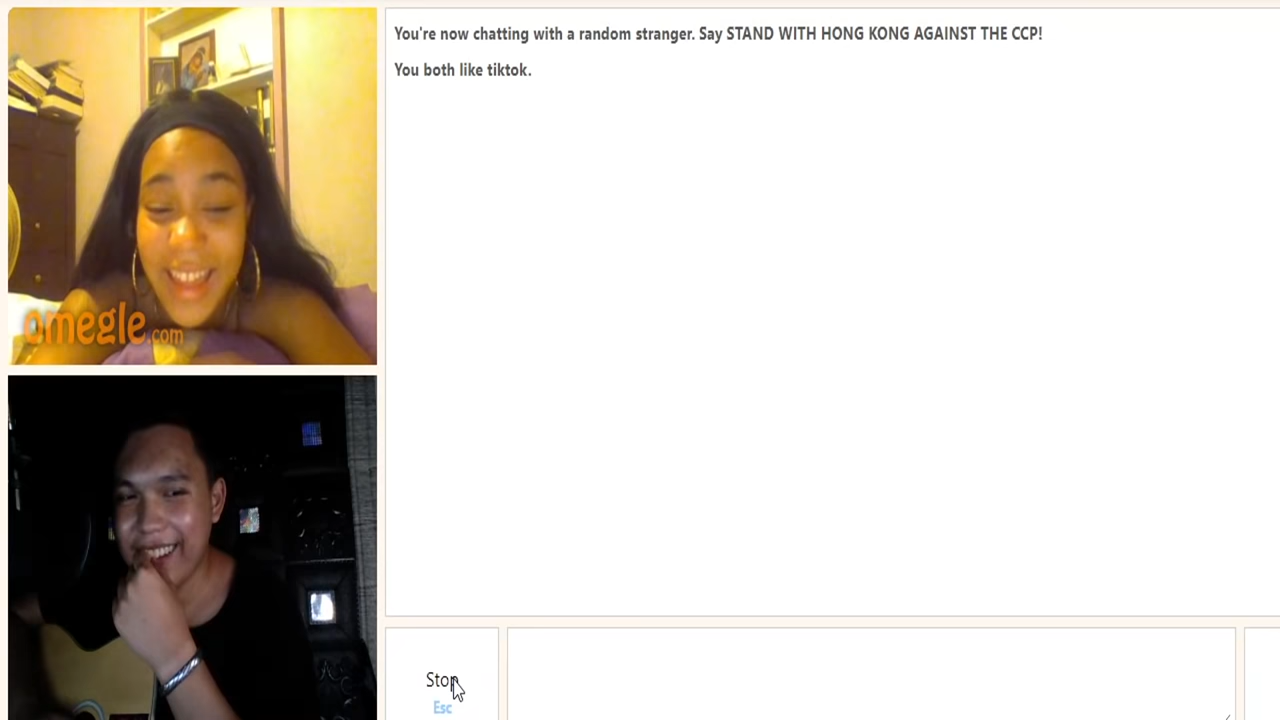 You're now chatting with a random stranger. Say STAND WITH HONG KONG AGAINST THE CCP!
You both like tiktok.
omegle.com
Stop
Esc